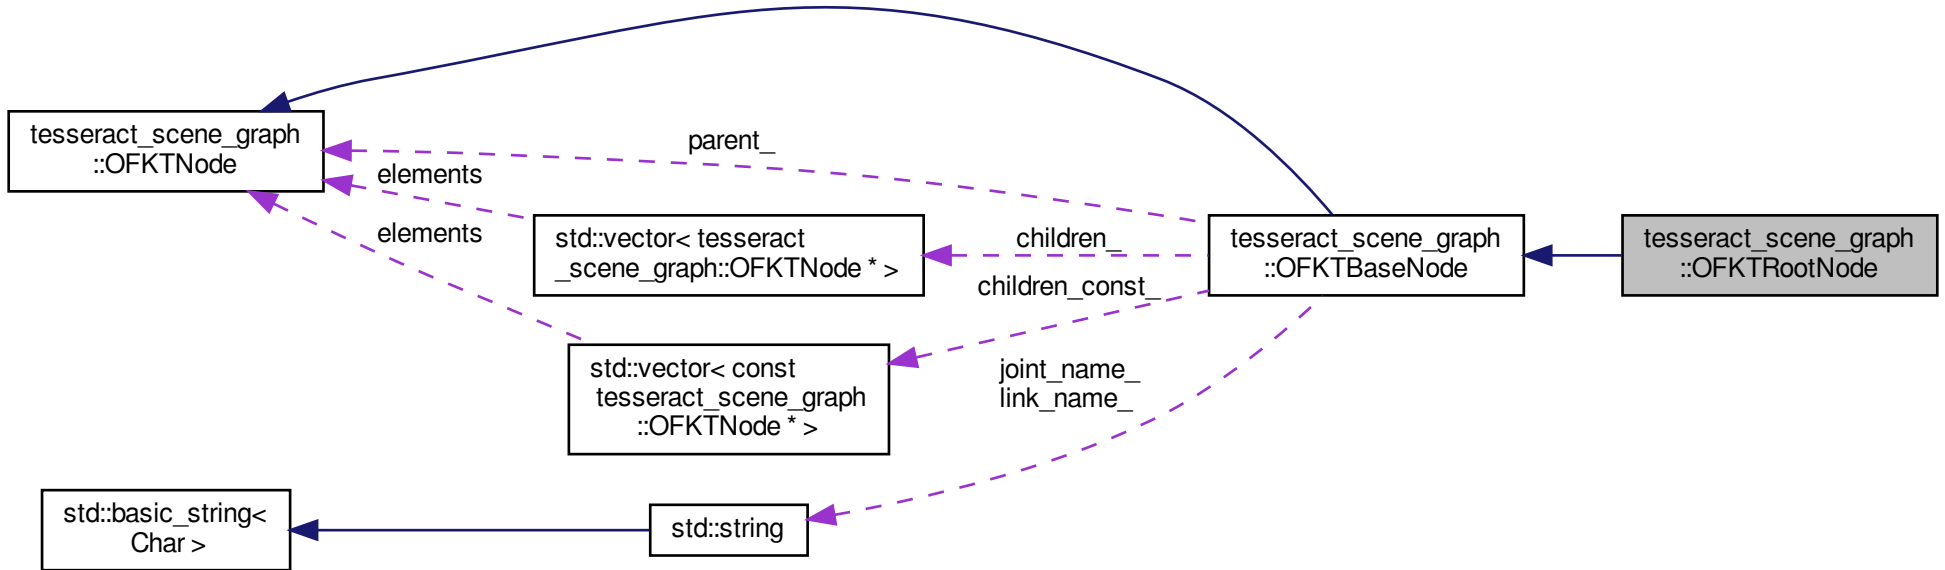 tesseract_scene_graph
::OFKTNode
parent_
elements
elements
std::vector< tesseract
_scene_graph::OFKTNode * >
children_
children_const_
tesseract_scene_graph
::OFKTBaseNode
tesseract_scene_graph
::OFKTRootNode
std::vector< const
tesseract_scene_graph
::OFKTNode * >
joint_name_
link_name_
std::basic_string<
Char >
std::string